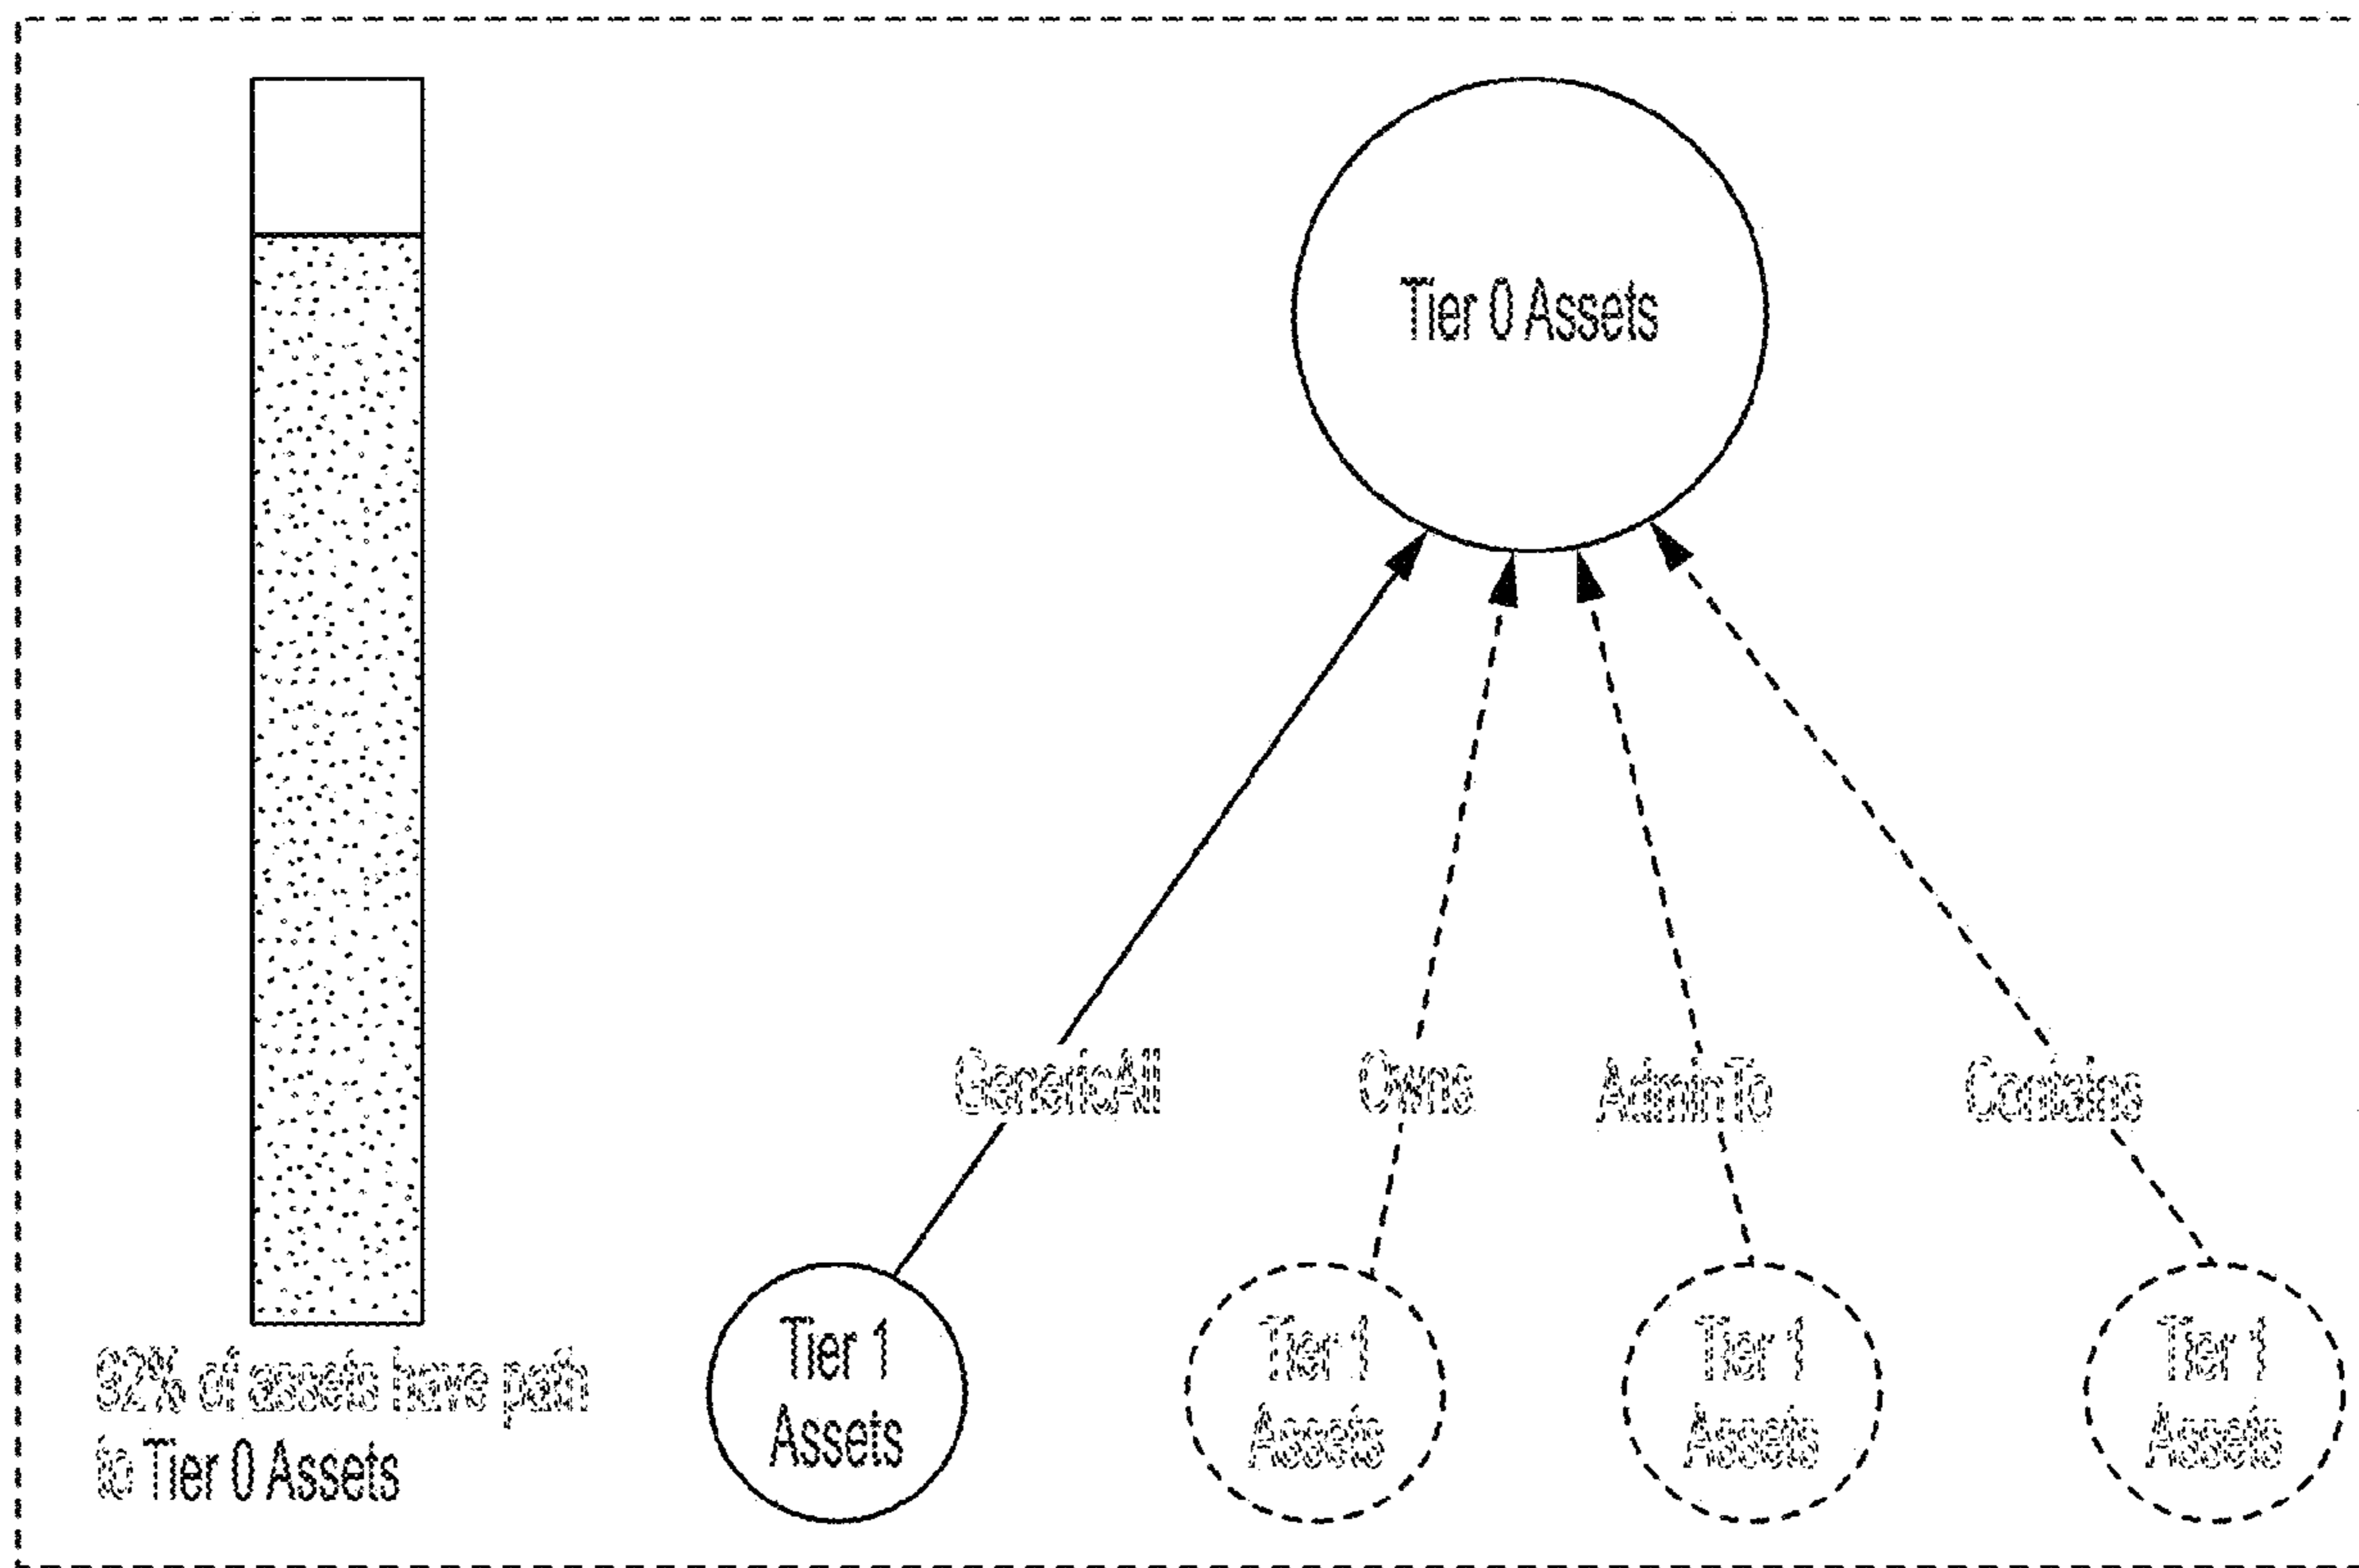 Tier 0 Assets
GenericAll
Owns
AdminTo
Contains
of assets have path
to Tier 0 Assets
Tier 1
Assets
Tier 1
Assets
Tier 1
Assets
Tier 1
Assets